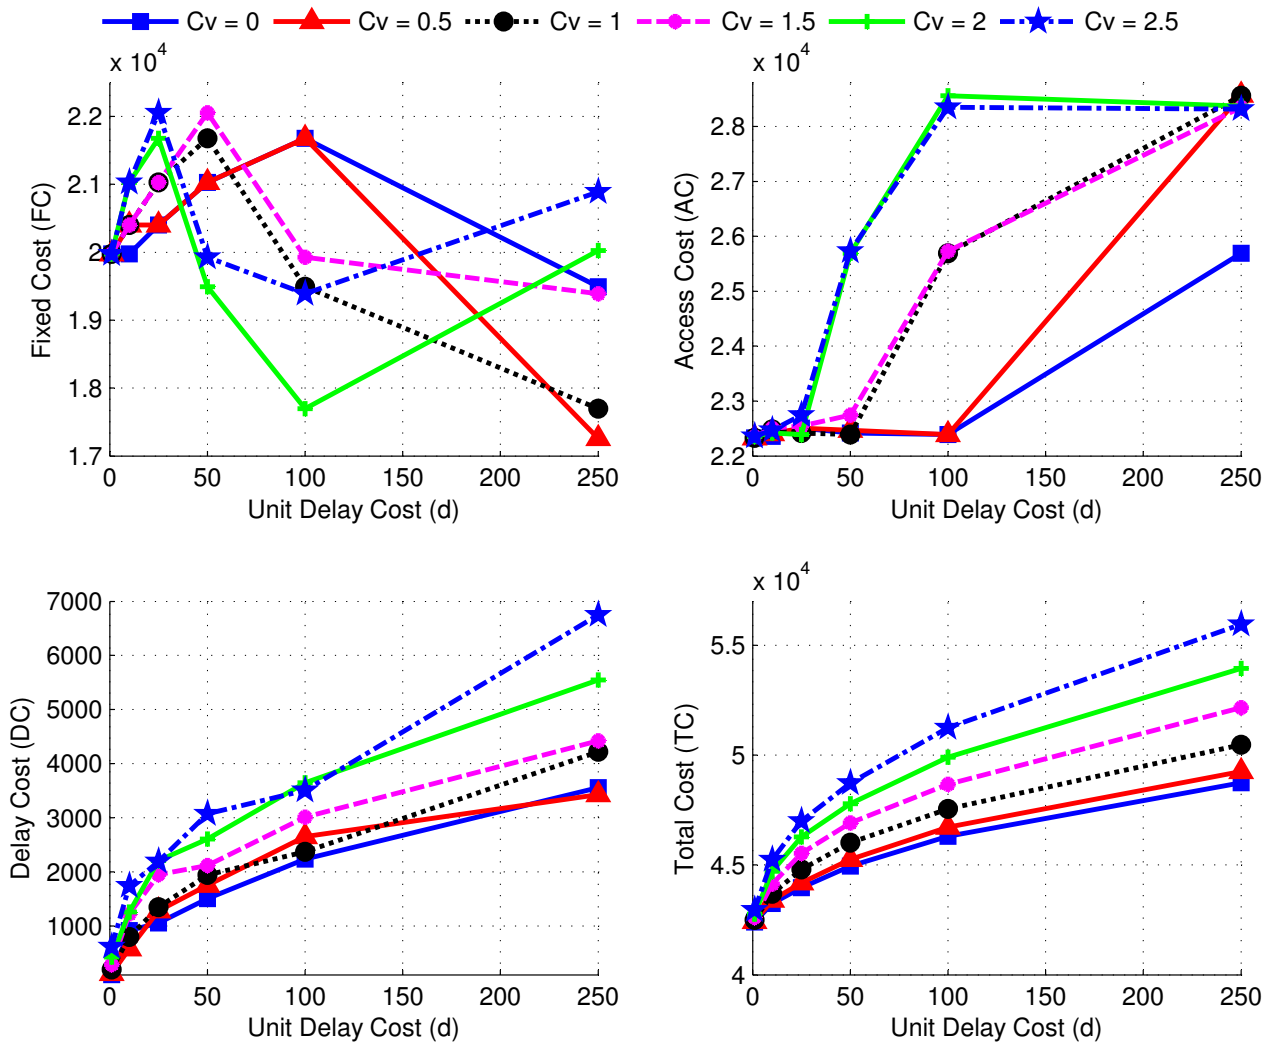 Cv = 0 Cv = 0.5 Cv = 1 Cv = 1.5 Cv = 2 Cv = 2.5
x 10^4
2.2
2.1
2
1.9
1.8
1.7
Fixed Cost (FC)
0 50 100 150 200 250
Unit Delay Cost (d)
x 10^4
2.8
2.7
2.6
2.5
2.4
2.3
2.2
Access Cost (AC)
0 50 100 150 200 250
Unit Delay Cost (d)
7000
6000
5000
4000
3000
2000
1000
Delay Cost (DC)
0 50 100 150 200 250
Unit Delay Cost (d)
x 10^4
5.5
5
4.5
4
Total Cost (TC)
0 50 100 150 200 250
Unit Delay Cost (d)